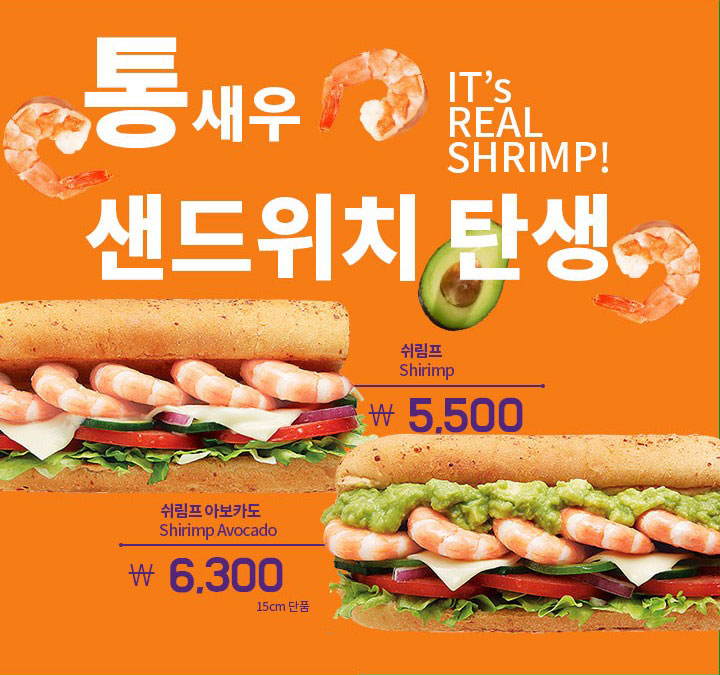 통새우
IT's
REAL
SHRIMP!
샌드위치 탄생
쉬림프
Shirimp
₩ 5,500
쉬림프 아보카도
Shirimp Avocado
₩ 6,300
15cm 단품